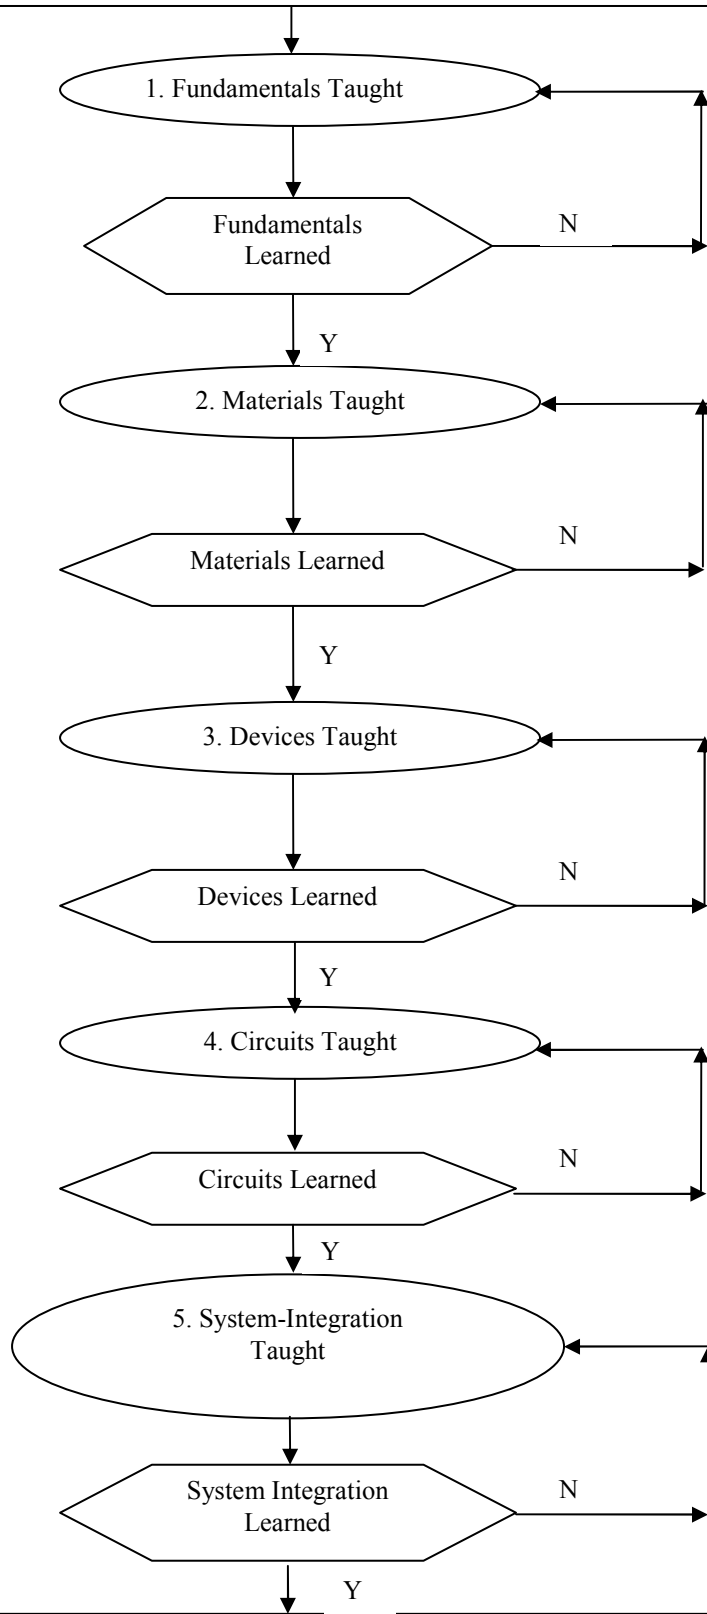 1. Fundamentals Taught
Fundamentals
Learned
N
Y
2. Materials Taught
N
Materials Learned
Y
3. Devices Taught
N
Devices Learned
Y
4. Circuits Taught
N
Circuits Learned
Y
5. System-Integration
Taught
System Integration
Learned
N
Y